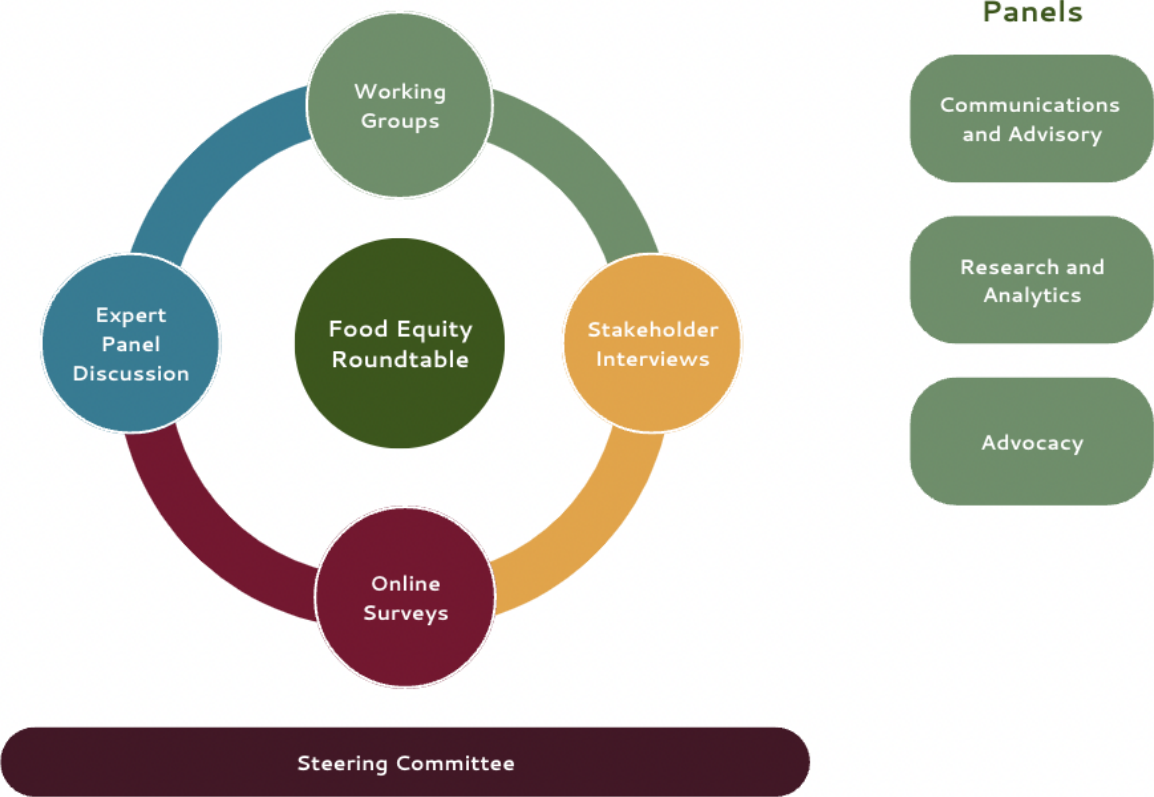 Working
Groups
Expert
Panel
Discussion
Food Equity
Roundtable
Stakeholder
Interviews
Online
Surveys
Steering Committee
Panels
Communications
and Advisory
Research and
Analytics
Advocacy